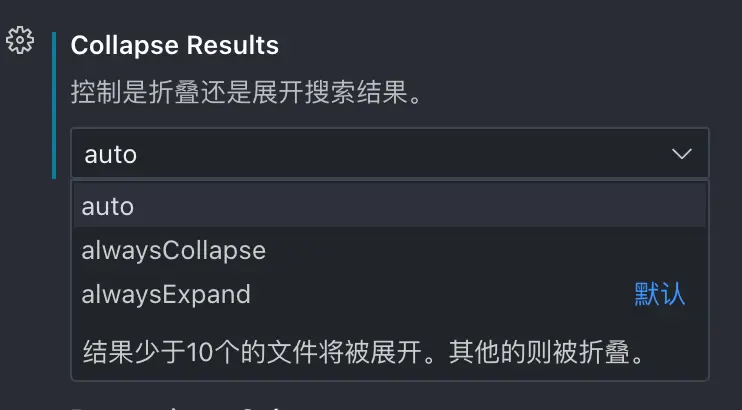 Collapse Results
控制是折叠还是展开搜索结果。
auto
auto
alwaysCollapse
alwaysExpand 默认
结果少于10个的文件将被展开。其他的则被折叠。